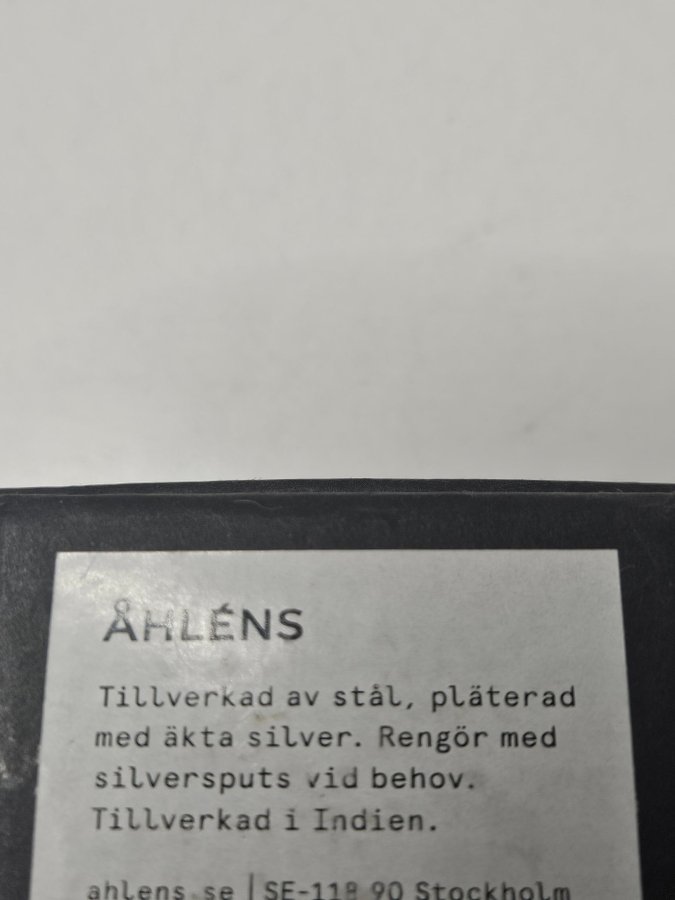 ÅHLÉNS
Tillverkad av stål, pläterad
med äkta silver. Rengör med
silversputs vid behov.
Tillverkad i Indien.
ahlens.se | SE-118 90 Stockholm